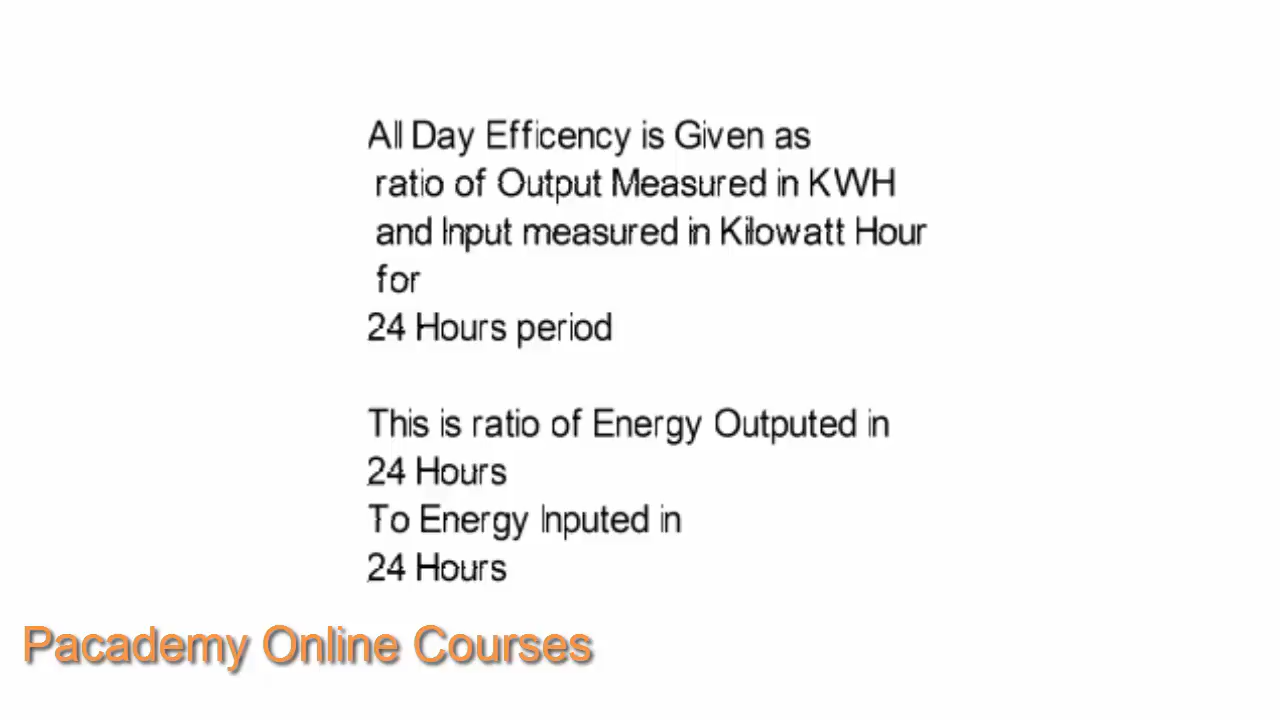 All Day Efficency is Given as
ratio of Output Measured in KWH
and Input measured in Kilowatt Hour
for
24 Hours period
This is ratio of Energy Outputed in
24 Hours
To Energy Inputed in
24 Hours
Pacademy Online Courses